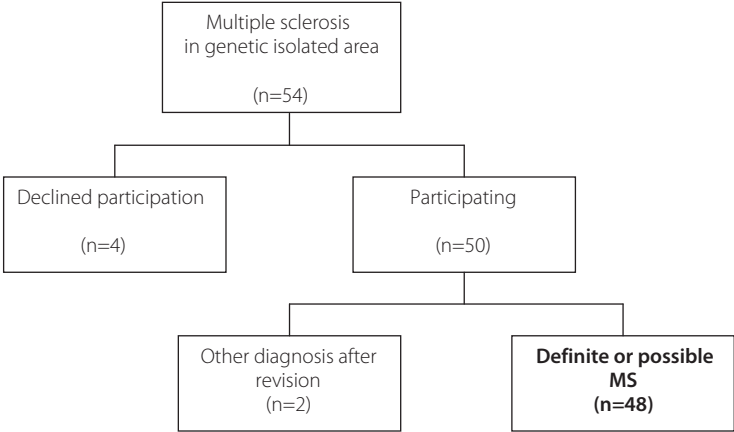 Multiple sclerosis
in genetic isolated area
(n=54)
Declined participation
(n=4)
Participating
(n=50)
Other diagnosis after
revision
(n=2)
Definite or possible
MS
(n=48)